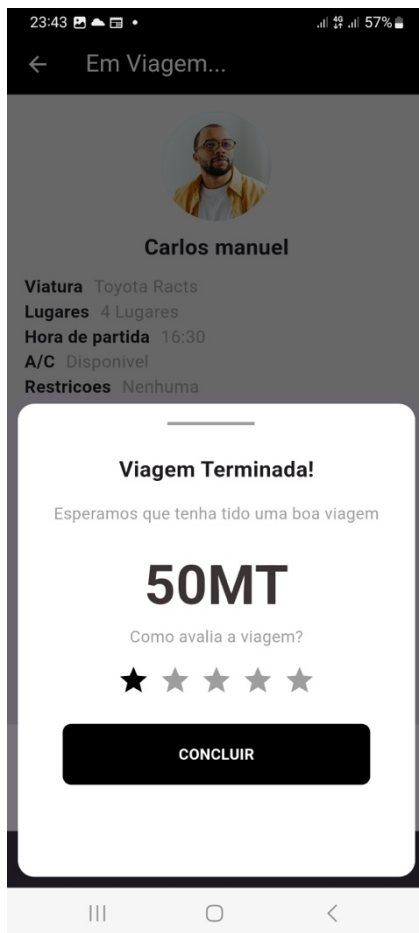 23:43
4G
57%
Em Viagem...
Carlos manuel
Viatura Toyota Racts
Lugares 4 Lugares
Hora de partida 16:30
A/C Disponivel
Restricoes Nenhuma
Viagem Terminada!
Esperamos que tenha tido uma boa viagem
50MT
Como avalia a viagem?
CONCLUIR